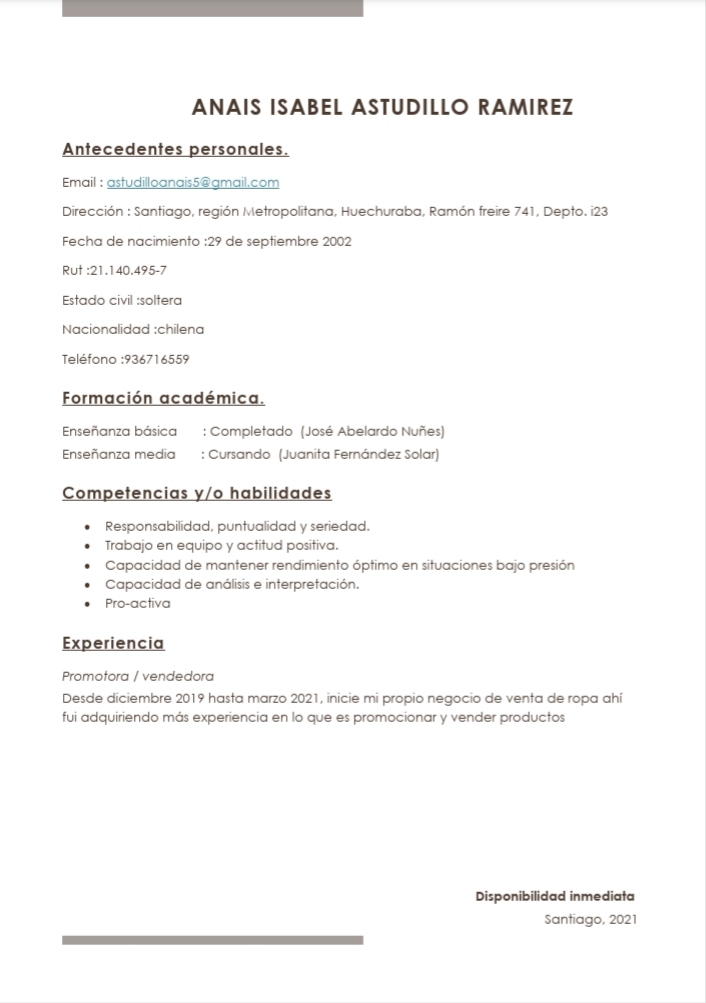 ANAIS ISABEL ASTUDILLO RAMIREZ
Antecedentes personales.
Email : astudilloanais5@gmail.com
Dirección : Santiago, región Metropolitana, Huechuraba, Ramón freire 741, Depto. i23
Fecha de nacimiento :29 de septiembre 2002
Rut :21.140.495-7
Estado civil :soltera
Nacionalidad :chilena
Teléfono :936716559
Formación académica.
Enseñanza básica : Completado (José Abelardo Nuñes)
Enseñanza media : Cursando (Juanita Fernández Solar)
Competencias y/o habilidades
• Responsabilidad, puntualidad y seriedad.
• Trabajo en equipo y actitud positiva.
• Capacidad de mantener rendimiento óptimo en situaciones bajo presión
• Capacidad de análisis e interpretación.
• Pro-activa
Experiencia
Promotora / vendedora
Desde diciembre 2019 hasta marzo 2021, inicie mi propio negocio de venta de ropa ahí
fui adquiriendo más experiencia en lo que es promocionar y vender productos
Disponibilidad inmediata
Santiago, 2021